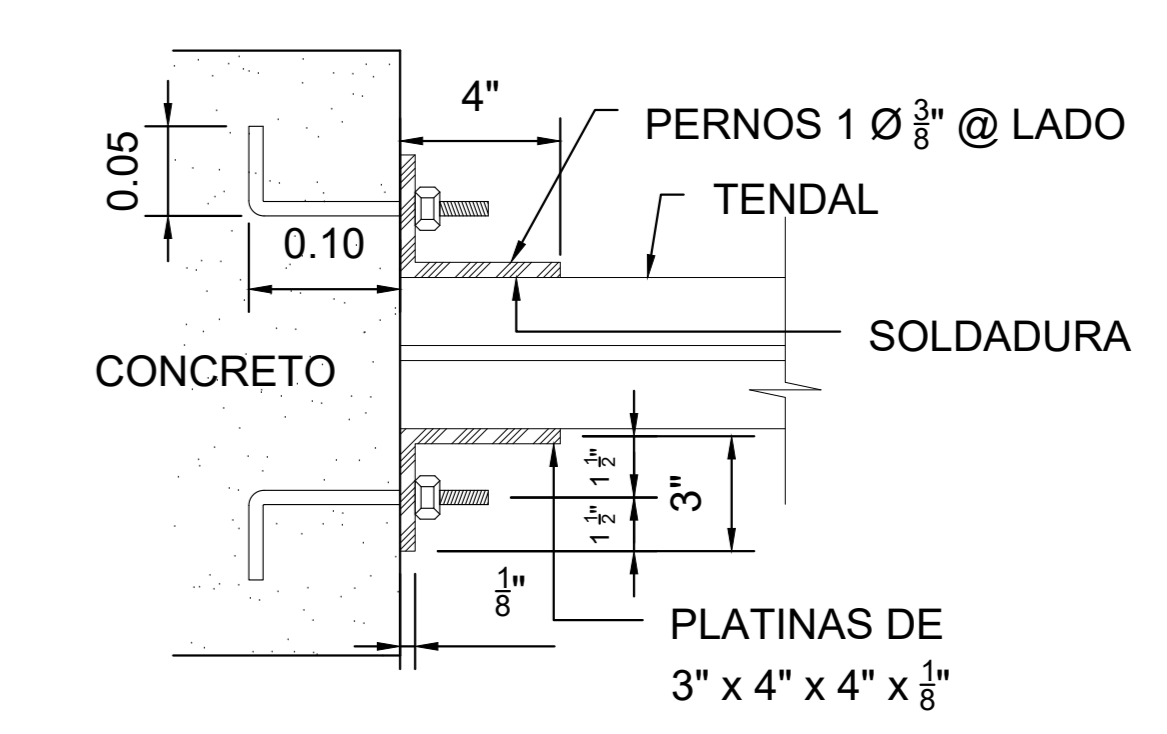 4"
PERNOS 1 Ø 3/8" @ LADO
0.05
TENDAL
0.10
SOLDADURA
CONCRETO
1 1/2"
3"
1 1/2"
1/8"
PLATINAS DE
3" x 4" x 4" x 1/8"